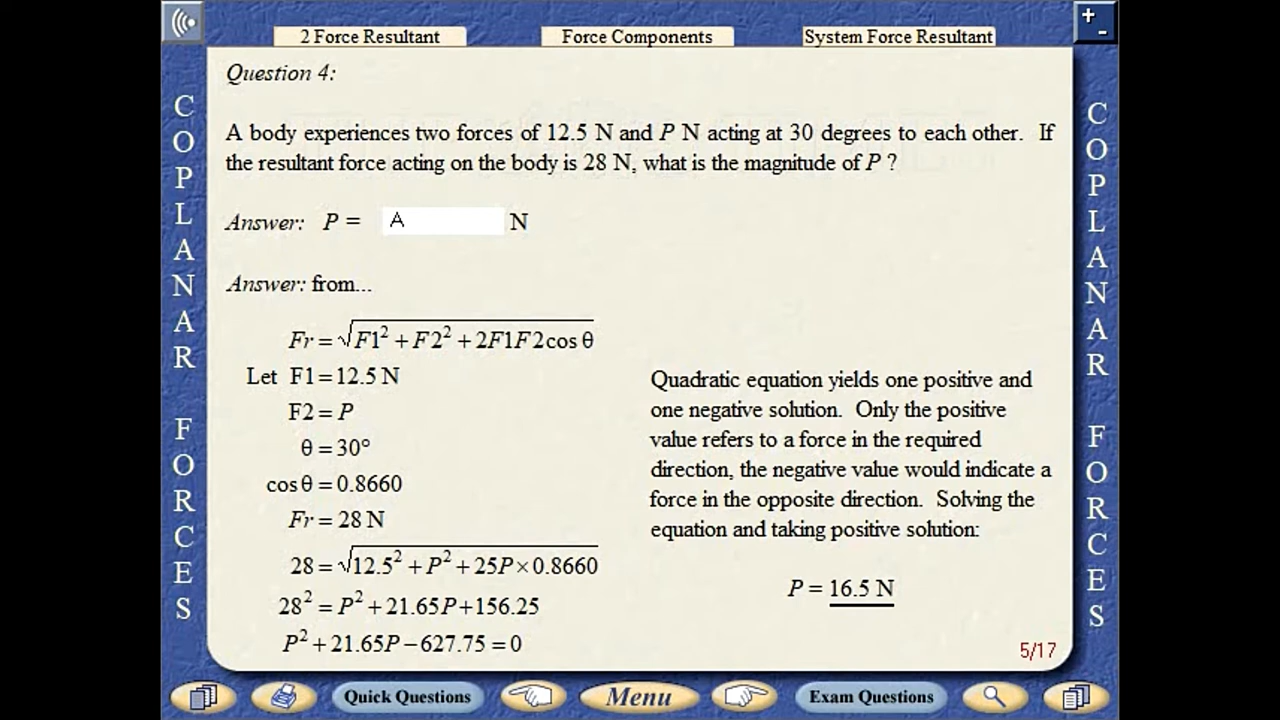 2 Force Resultant
Force Components
System Force Resultant
+
-
COPLANAR FORCES
COPLANAR FORCES
Question 4:
A body experiences two forces of 12.5 N and P N acting at 30 degrees to each other. If
the resultant force acting on the body is 28 N, what is the magnitude of P ?
Answer: P = A N
Answer: from...
Fr = √F1² + F2² + 2F1F2cos θ
Let F1 = 12.5 N
F2 = P
θ = 30°
cos θ = 0.8660
Fr = 28 N
28 = √12.5² + P² + 25P × 0.8660
28² = P² + 21.65P + 156.25
P² + 21.65P − 627.75 = 0
Quadratic equation yields one positive and
one negative solution. Only the positive
value refers to a force in the required
direction, the negative value would indicate a
force in the opposite direction. Solving the
equation and taking positive solution:
P = 16.5 N
5/17
Quick Questions
Menu
Exam Questions